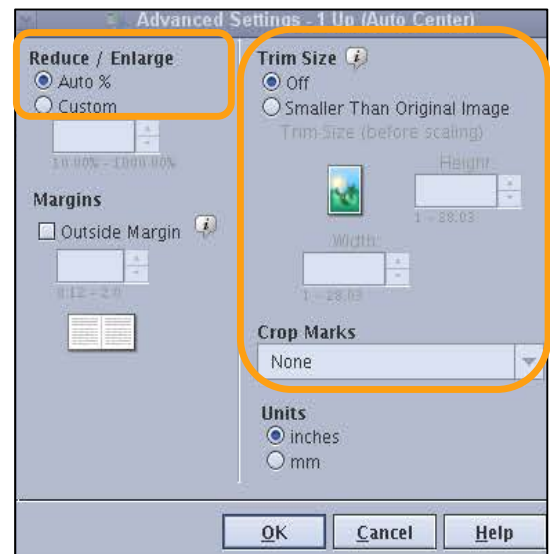 Advanced Settings - 1 Up (Auto Center)
Reduce / Enlarge
Auto %
Custom
10.00% - 1000.00%
Margins
Outside Margin
0.12 - 2.0
Trim Size
Off
Smaller Than Original Image
Trim Size (before scaling)
Height:
1 - 28.03
Width:
1 - 28.03
Crop Marks
None
Units
inches
mm
OK
Cancel
Help